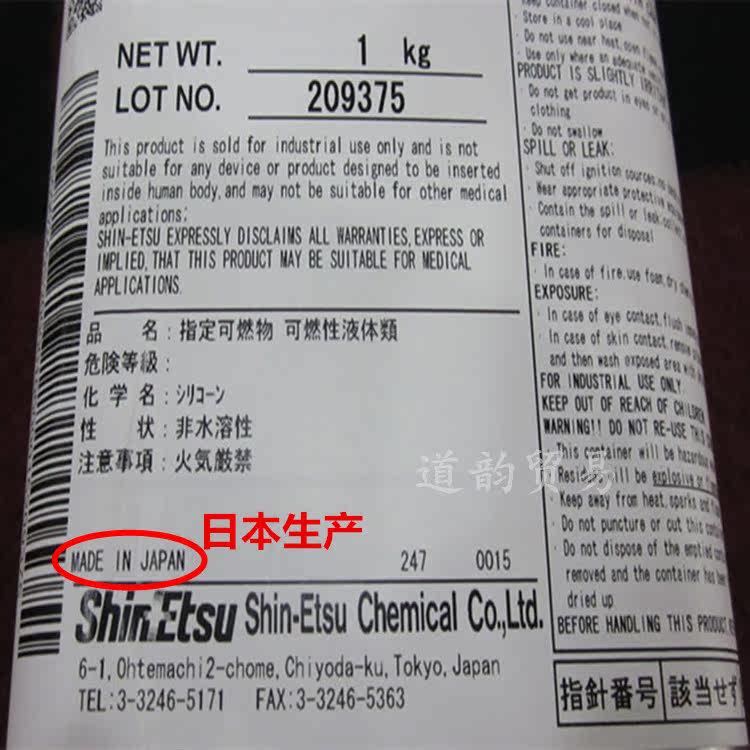 NET WT. 1 kg
LOT NO. 209375
This product is sold for industrial use only and is not
suitable for any device or product designed to be inserted
inside human body, and may not be suitable for other medical
applications:
SHIN-ETSU EXPRESSLY DISCLAIMS ALL WARRANTIES, EXPRESS OR
IMPLIED, THAT THIS PRODUCT MAY BE SUITABLE FOR MEDICAL
APPLICATIONS.
品 名:指定可燃物 可燃性液体類
危険等級:
化学名:シリコーン
性 状:非水溶性
注意事項:火気厳禁
日本生产
MADE IN JAPAN 247 0015
ShinEtsu Shin-Etsu Chemical Co.,Ltd.
6-1, Ohtemachi 2-chome, Chiyoda-ku, Tokyo, Japan
TEL:3-3246-5171 FAX:3-3246-5363
Keep container closed when
· Store in a cool place
· Do not use near heat, open
· Use only where an adequate
PRODUCT IS SLIGHTLY
· Do not get product in eyes or
clothing
· Do not swallow
SPILL OR LEAK:
· Shut off ignition sources, no
· Wear appropriate protective
· Contain the spill or leak,
containers for disposal
FIRE:
· In case of fire, use foam, dry
EXPOSURE:
· In case of eye contact, flush
· In case of skin contact, remove
and then wash exposed area
FOR INDUSTRIAL USE ONLY
KEEP OUT OF REACH OF CHILDREN
WARNING!! DO NOT RE-USE THIS
· This container will be hazardous
· Residue will be explosive or
· Keep away from heat, sparks and
· Do not puncture or cut this
· Do not dispose of the emptied
removed and the container has been
dried up
BEFORE HANDLING THIS PRODUCT,
指針番号 該当せず
道韵贸易